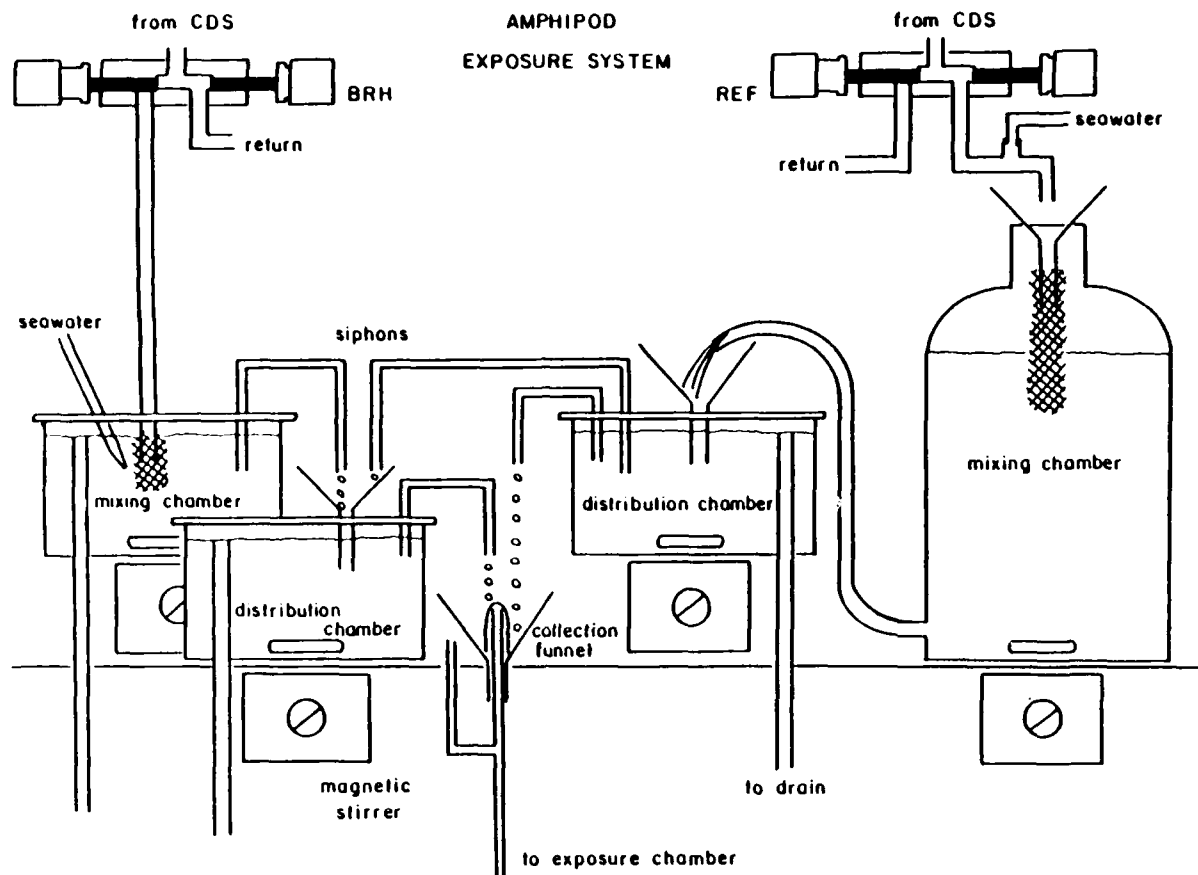 from CDS
AMPHIPOD
EXPOSURE SYSTEM
from CDS
BRH
REF
return
seawater
return
seawater
siphons
mixing chamber
mixing chamber
distribution chamber
distribution
chamber
collection
funnel
magnetic
stirrer
to drain
to exposure chamber